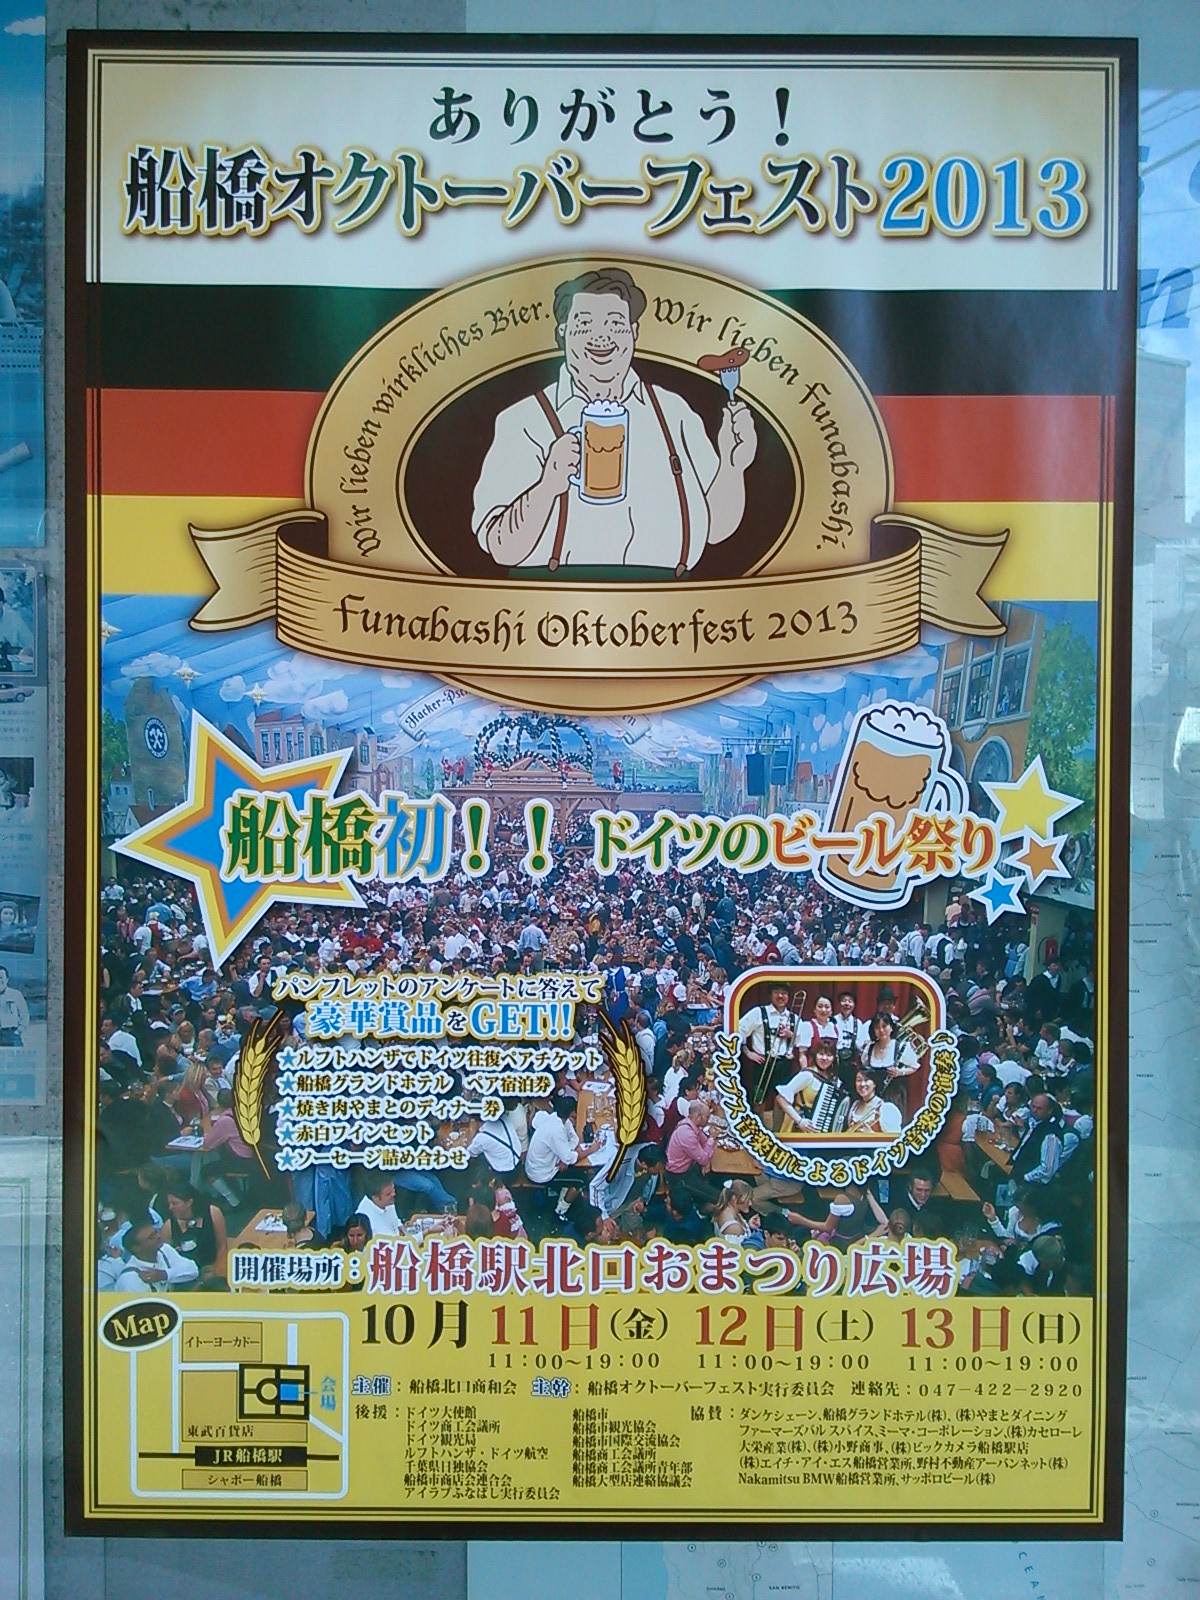 ありがとう!
船橋オクトーバーフェスト2013
Wir lieben wirkliches Bier. Wir lieben Funabashi.
Funabashi Oktoberfest 2013
船橋初!! ドイツのビール祭り
パンフレットのアンケートに答えて
豪華賞品をGET!!
★ルフトハンザでドイツ往復ペアチケット
★船橋グランドホテル ペア宿泊券
★焼き肉やまとのディナー券
★赤白ワインセット
★ソーセージ詰め合わせ
アルプス音楽団によるドイツ音楽の演奏♪
開催場所:船橋駅北口おまつり広場
10月11日(金) 12日(土) 13日(日)
11:00~19:00 11:00~19:00 11:00~19:00
Map
イトーヨーカドー
会場
東武百貨店
JR船橋駅
シャポー船橋
主催:船橋北口商和会 主幹:船橋オクトーバーフェスト実行委員会 連絡先:047-422-2920
後援:ドイツ大使館
ドイツ商工会議所
ドイツ観光局
ルフトハンザ・ドイツ航空
千葉県日独協会
船橋市商店会連合会
アイラブふなばし実行委員会
船橋市
船橋市観光協会
船橋市国際交流協会
船橋商工会議所
船橋商工会議所青年部
船橋大型店連絡協議会
協賛:ダンケシェーン、船橋グランドホテル(株)、(株)やまとダイニング
ファーマーズバル スパイス、ミーマ・コーポレーション、(株)カセローレ
大栄産業(株)、(株)小野商事、(株)ビックカメラ船橋駅店
(株)エイチ・アイ・エス船橋営業所、野村不動産アーバンネット(株)
Nakamitsu BMW船橋営業所、サッポロビール(株)